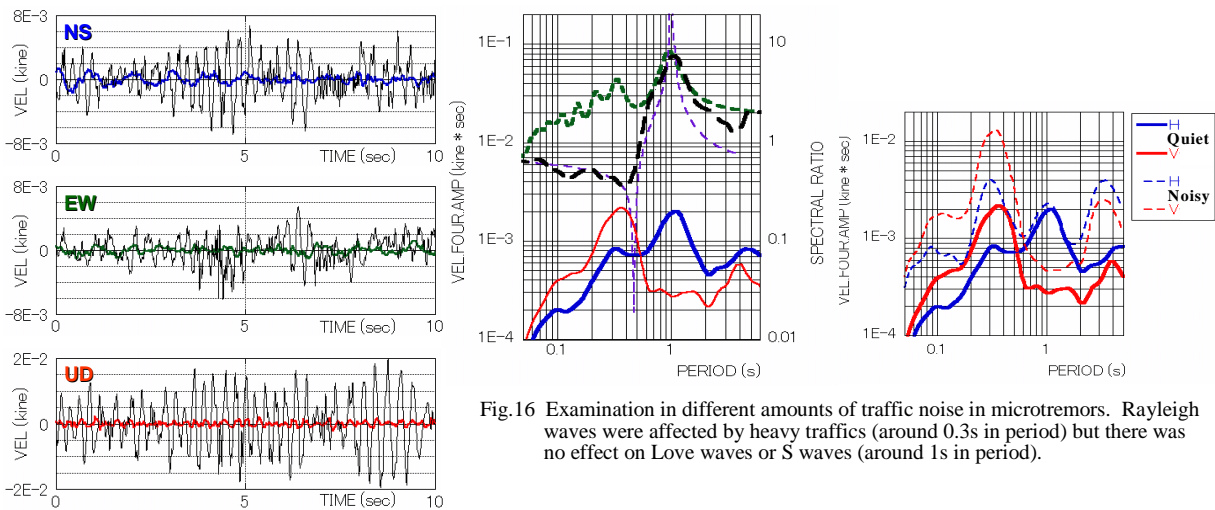 8E-3
NS
VEL (kine)
0
-8E-3
0
5
TIME (sec)
10
8E-3
EW
VEL (kine)
0
-8E-3
0
5
TIME (sec)
10
2E-2
UD
VEL (kine)
0
-2E-2
0
5
TIME (sec)
10
1E-1
1E-2
1E-3
1E-4
VEL.FOUR.AMP (kine * sec)
10
1
0.1
0.01
SPECTRAL RATIO
0.1
1
PERIOD (s)
1E-2
1E-3
1E-4
VEL.FOUR.AMP (kine * sec)
0.1
1
PERIOD (s)
H
Quiet
V
H
Noisy
V
Fig.16 Examination in different amounts of traffic noise in microtremors. Rayleigh
waves were affected by heavy traffics (around 0.3s in period) but there was
no effect on Love waves or S waves (around 1s in period).